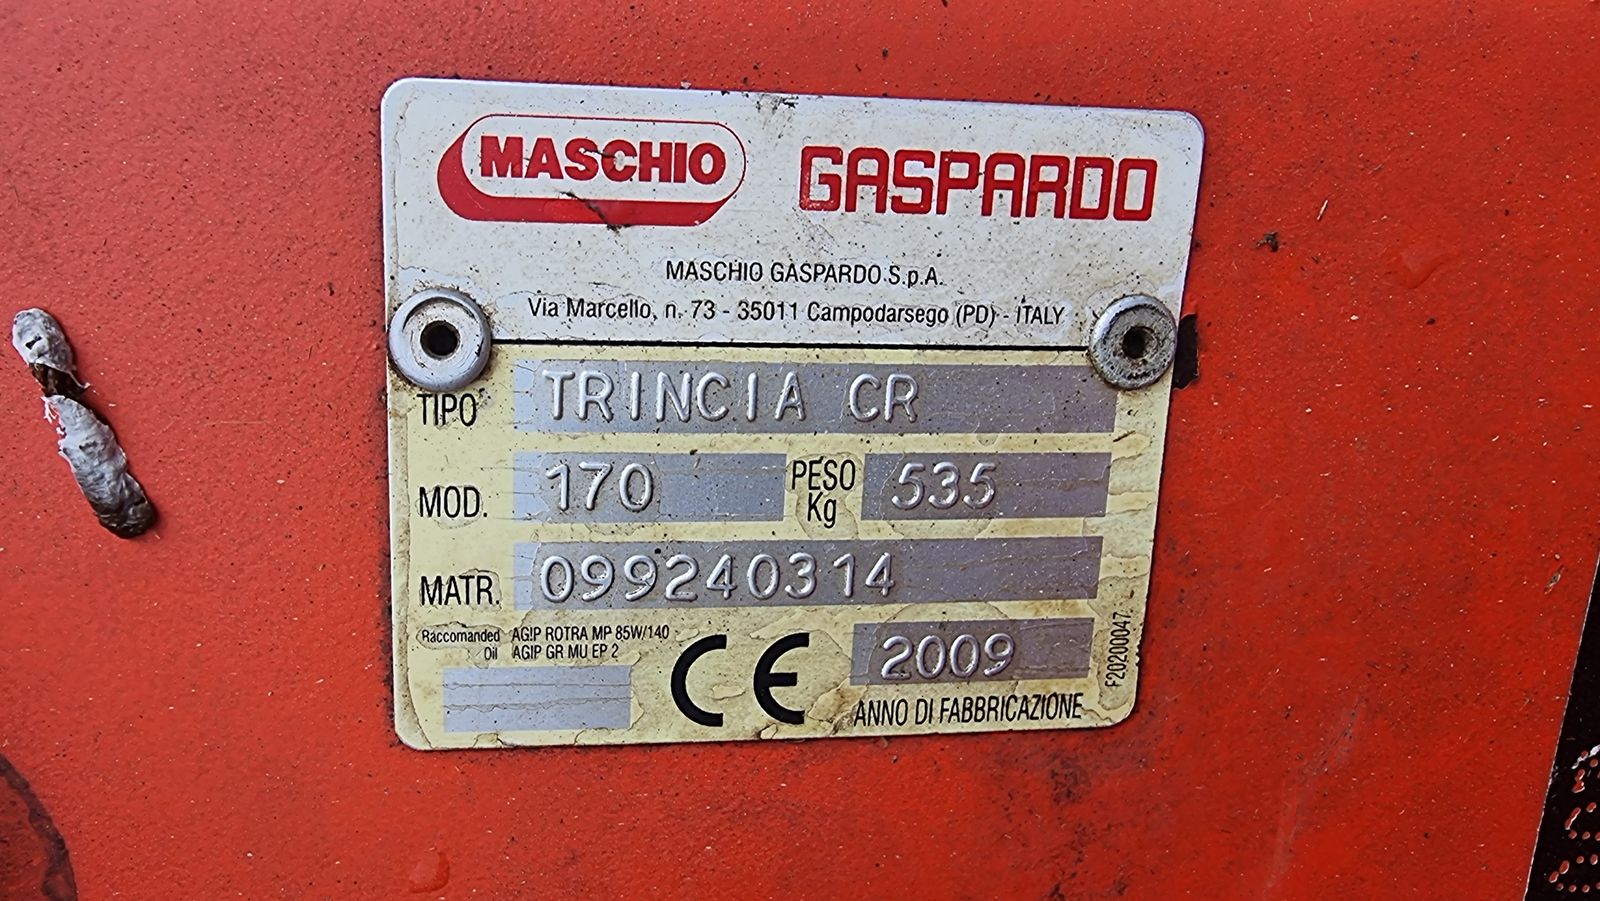 MASCHIO GASPARDO
MASCHIO GASPARDO S.p.A.
Via Marcello, n. 73 - 35011 Campodarsego (PD) - ITALY
TIPO TRINCIA CR
MOD. 170 PESO Kg 535
MATR. 099240314
Raccomanded Oil AGIP ROTRA MP 85W/140
AGIP GR MU EP 2
CE 2009
ANNO DI FABBRICAZIONE
F20200047